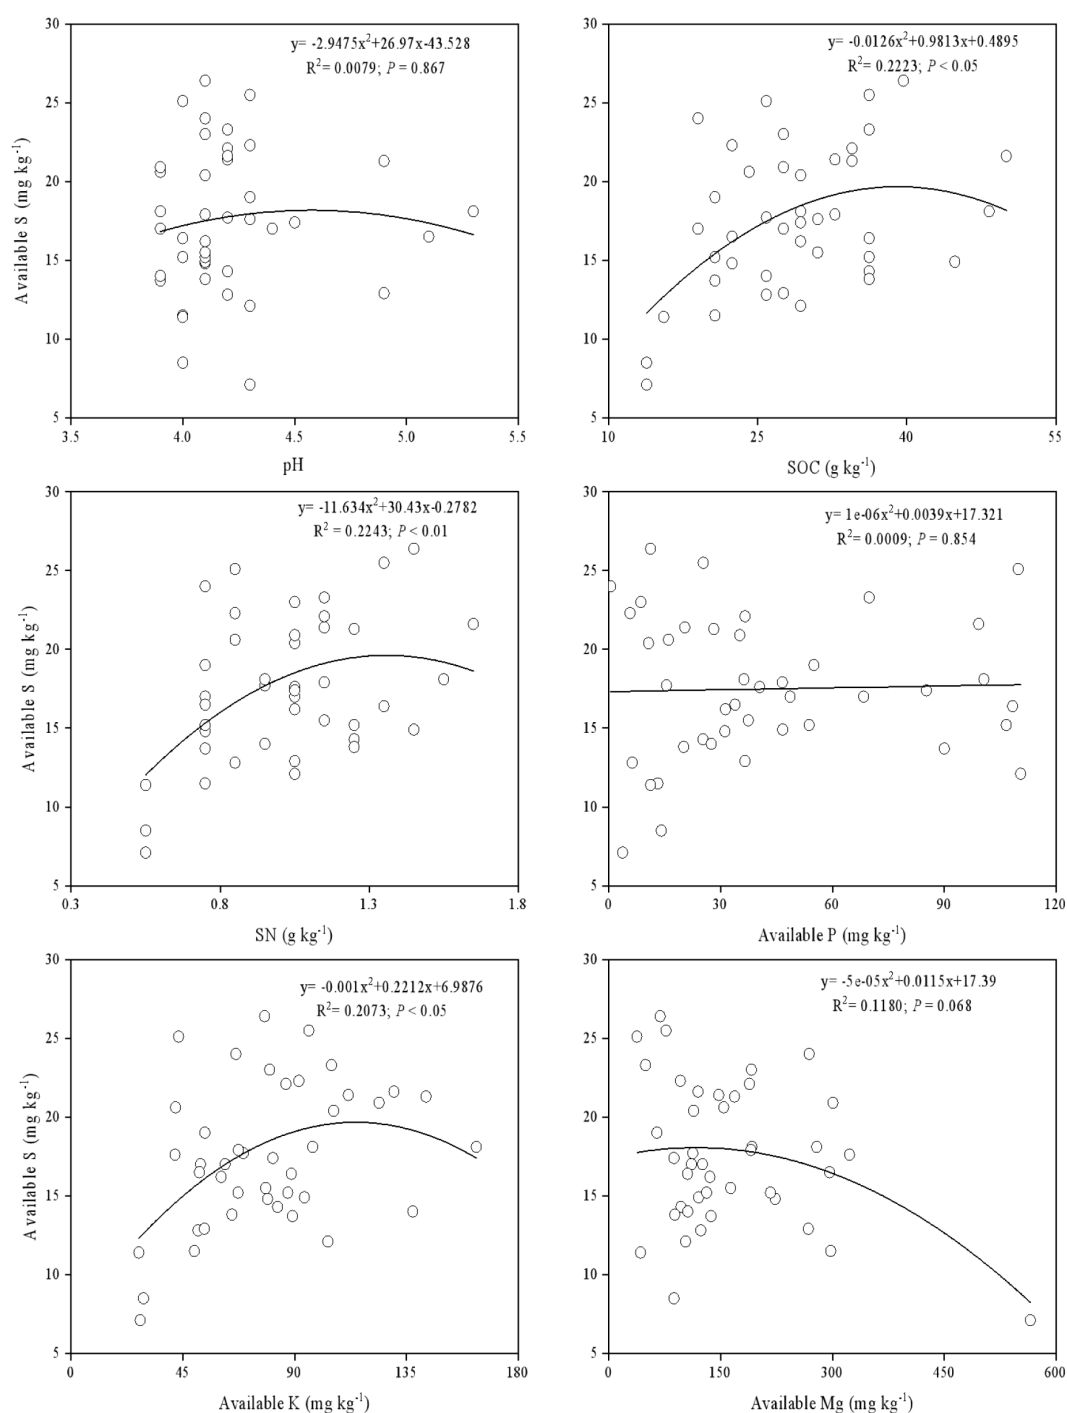 30
25
20
15
10
5
Available S (mg kg⁻¹)
y= -2.9475x²+26.97x-43.528
R²= 0.0079; P = 0.867
3.5 4.0 4.5 5.0 5.5
pH
30
25
20
15
10
5
y= -0.0126x²+0.9813x+0.4895
R²= 0.2223; P < 0.05
10 25 40 55
SOC (g kg⁻¹)
30
25
20
15
10
5
Available S (mg kg⁻¹)
y= -11.634x²+30.43x-0.2782
R² = 0.2243; P < 0.01
0.3 0.8 1.3 1.8
SN (g kg⁻¹)
30
25
20
15
10
5
y= 1e-06x²+0.0039x+17.321
R²= 0.0009; P = 0.854
0 30 60 90 120
Available P (mg kg⁻¹)
30
25
20
15
10
5
Available S (mg kg⁻¹)
y= -0.001x²+0.2212x+6.9876
R²= 0.2073; P < 0.05
0 45 90 135 180
Available K (mg kg⁻¹)
30
25
20
15
10
5
y= -5e-05x²+0.0115x+17.39
R²= 0.1180; P = 0.068
0 150 300 450 600
Available Mg (mg kg⁻¹)